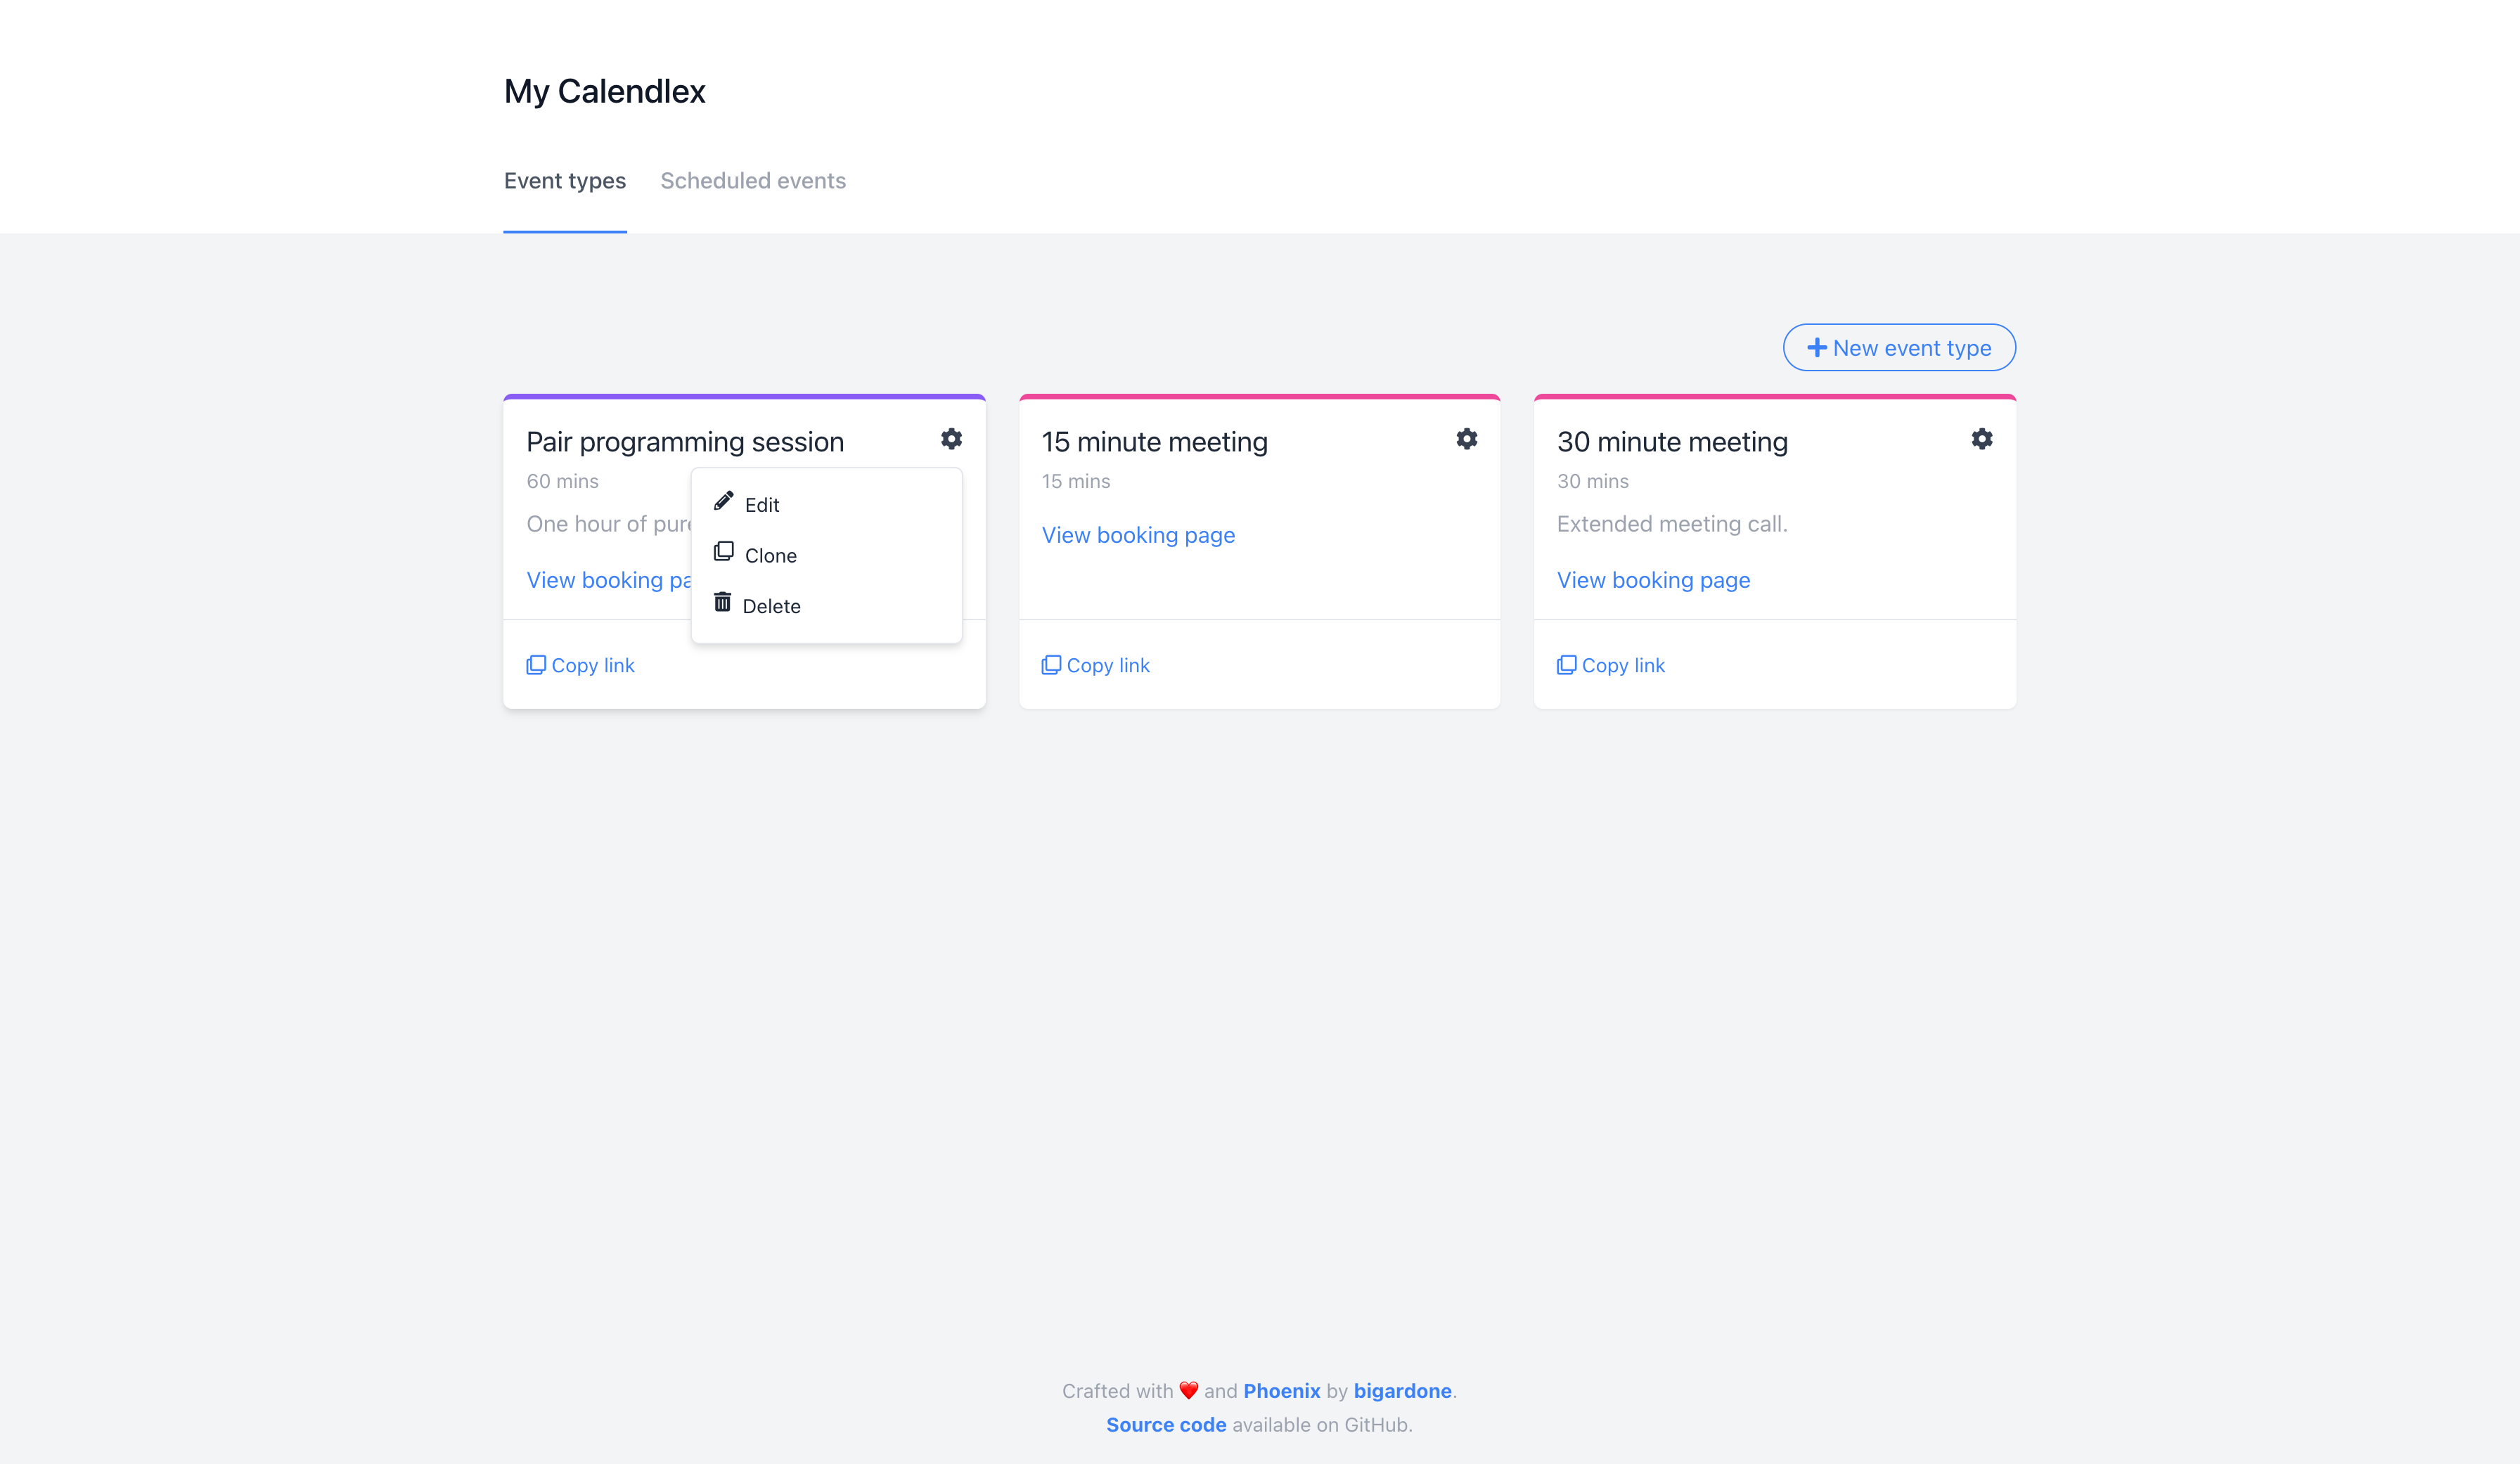 My Calendlex
Event types
Scheduled events
New event type
Pair programming session
60 mins
One hour of
View booking
Edit
Clone
Delete
Copy link
15 minute meeting
15 mins
View booking page
Copy link
30 minute meeting
30 mins
Extended meeting call.
View booking page
Copy link
Crafted with ❤️ and Phoenix by bigardone.
Source code available on GitHub.